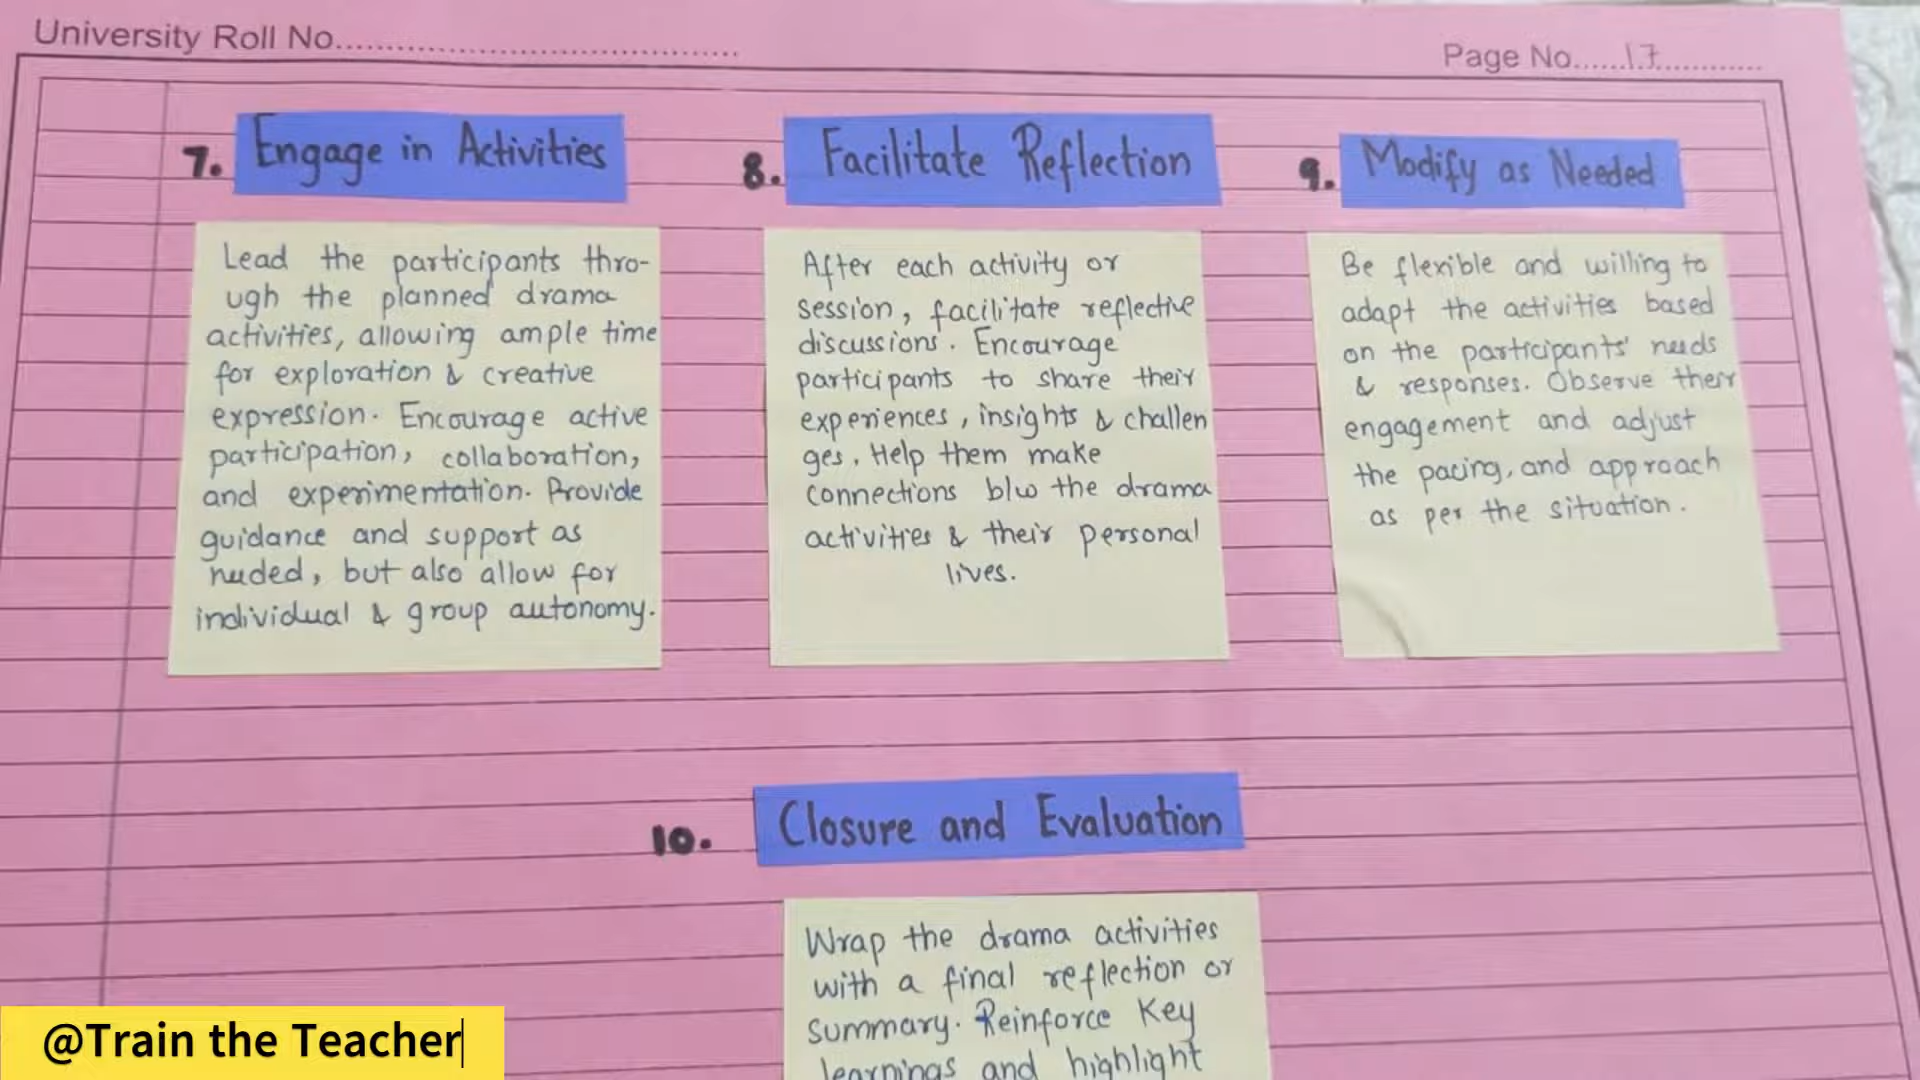 University Roll No.......................................
Page No......17............
7. Engage in Activities
Lead the participants thro-
ugh the planned drama
activities, allowing ample time
for exploration & creative
expression. Encourage active
participation, collaboration,
and experimentation. Provide
guidance and support as
needed, but also allow for
individual & group autonomy.
8. Facilitate Reflection
After each activity or
session, facilitate reflective
discussions. Encourage
participants to share their
experiences, insights & challen
ges. Help them make
connections b/w the drama
activities & their personal
lives.
9. Modify as Needed
Be flexible and willing to
adapt the activities based
on the participants' needs
& responses. Observe their
engagement and adjust
the pacing, and approach
as per the situation.
10. Closure and Evaluation
Wrap the drama activities
with a final reflection or
summary. Reinforce Key
learnings and highlight
@Train the Teacher